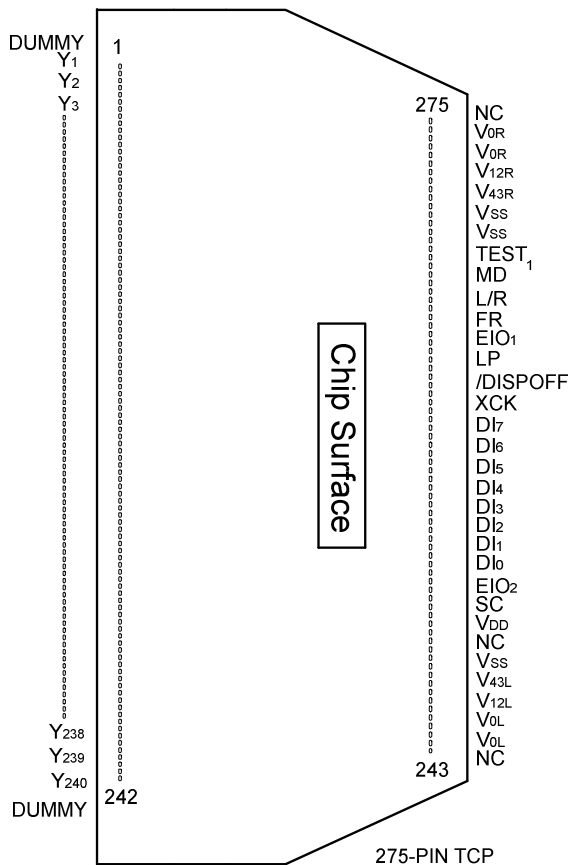 DUMMY
Y1
Y2
Y3
Y238
Y239
Y240
DUMMY
1
242
Chip Surface
275
243
NC
V0R
V0R
V12R
V43R
VSS
VSS
TEST1
MD
L/R
FR
EIO1
LP
/DISPOFF
XCK
DI7
DI6
DI5
DI4
DI3
DI2
DI1
DI0
EIO2
SC
VDD
NC
VSS
V43L
V12L
V0L
V0L
NC
275-PIN TCP